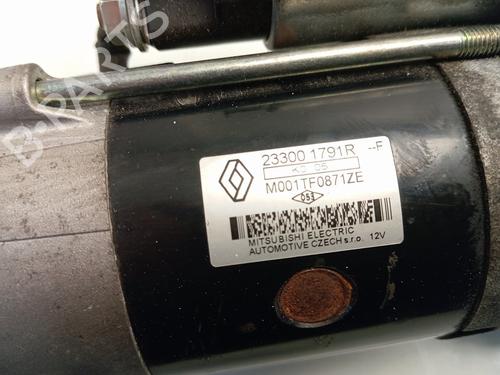 B-PARTS
23300 1791R --F
M001TF0871ZE
MITSUBISHI ELECTRIC
AUTOMOTIVE CZECH s.r.o. 12V